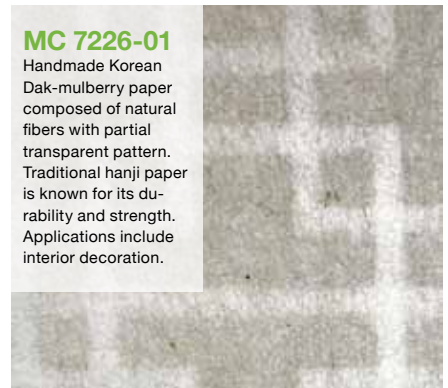 MC 7226-01
Handmade Korean
Dak-mulberry paper
composed of natural
fibers with partial
transparent pattern.
Traditional hanji paper
is known for its du-
rability and strength.
Applications include
interior decoration.